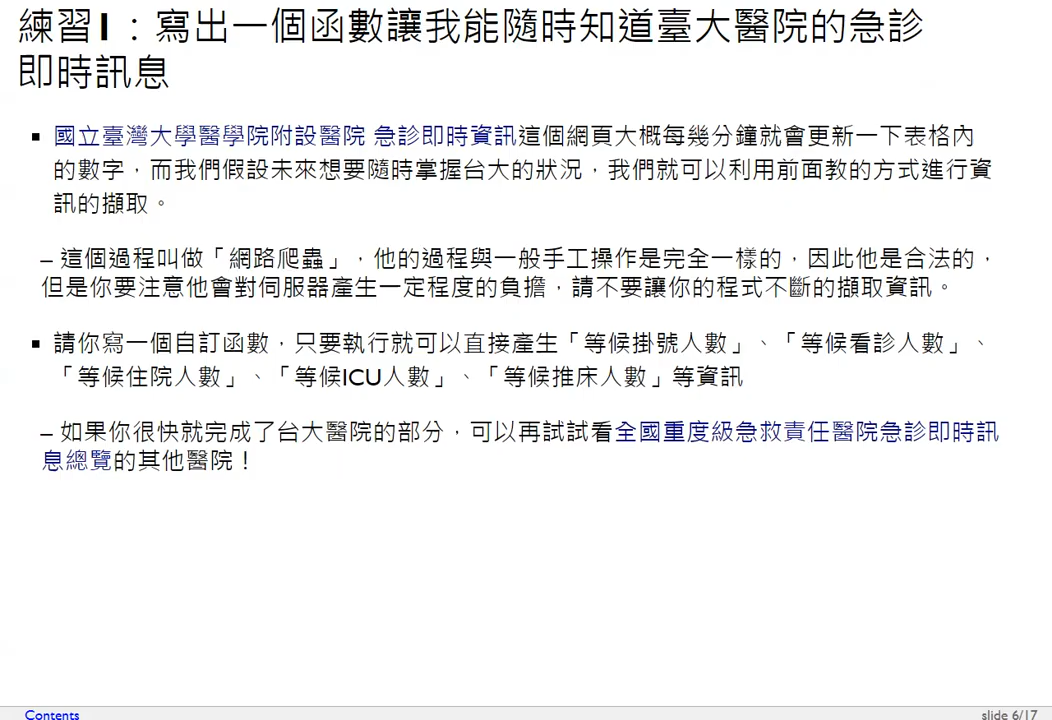 練習1：寫出一個函數讓我能隨時知道臺大醫院的急診
即時訊息
▪ 國立臺灣大學醫學院附設醫院 急診即時資訊這個網頁大概每幾分鐘就會更新一下表格內
的數字，而我們假設未來想要隨時掌握台大的狀況，我們就可以利用前面教的方式進行資
訊的擷取。
– 這個過程叫做「網路爬蟲」，他的過程與一般手工操作是完全一樣的，因此他是合法的，
但是你要注意他會對伺服器產生一定程度的負擔，請不要讓你的程式不斷的擷取資訊。
▪ 請你寫一個自訂函數，只要執行就可以直接產生「等候掛號人數」、「等候看診人數」、
「等候住院人數」、「等候ICU人數」、「等候推床人數」等資訊
– 如果你很快就完成了台大醫院的部分，可以再試試看全國重度級急救責任醫院急診即時訊
息總覽的其他醫院！
Contents
slide 6/17